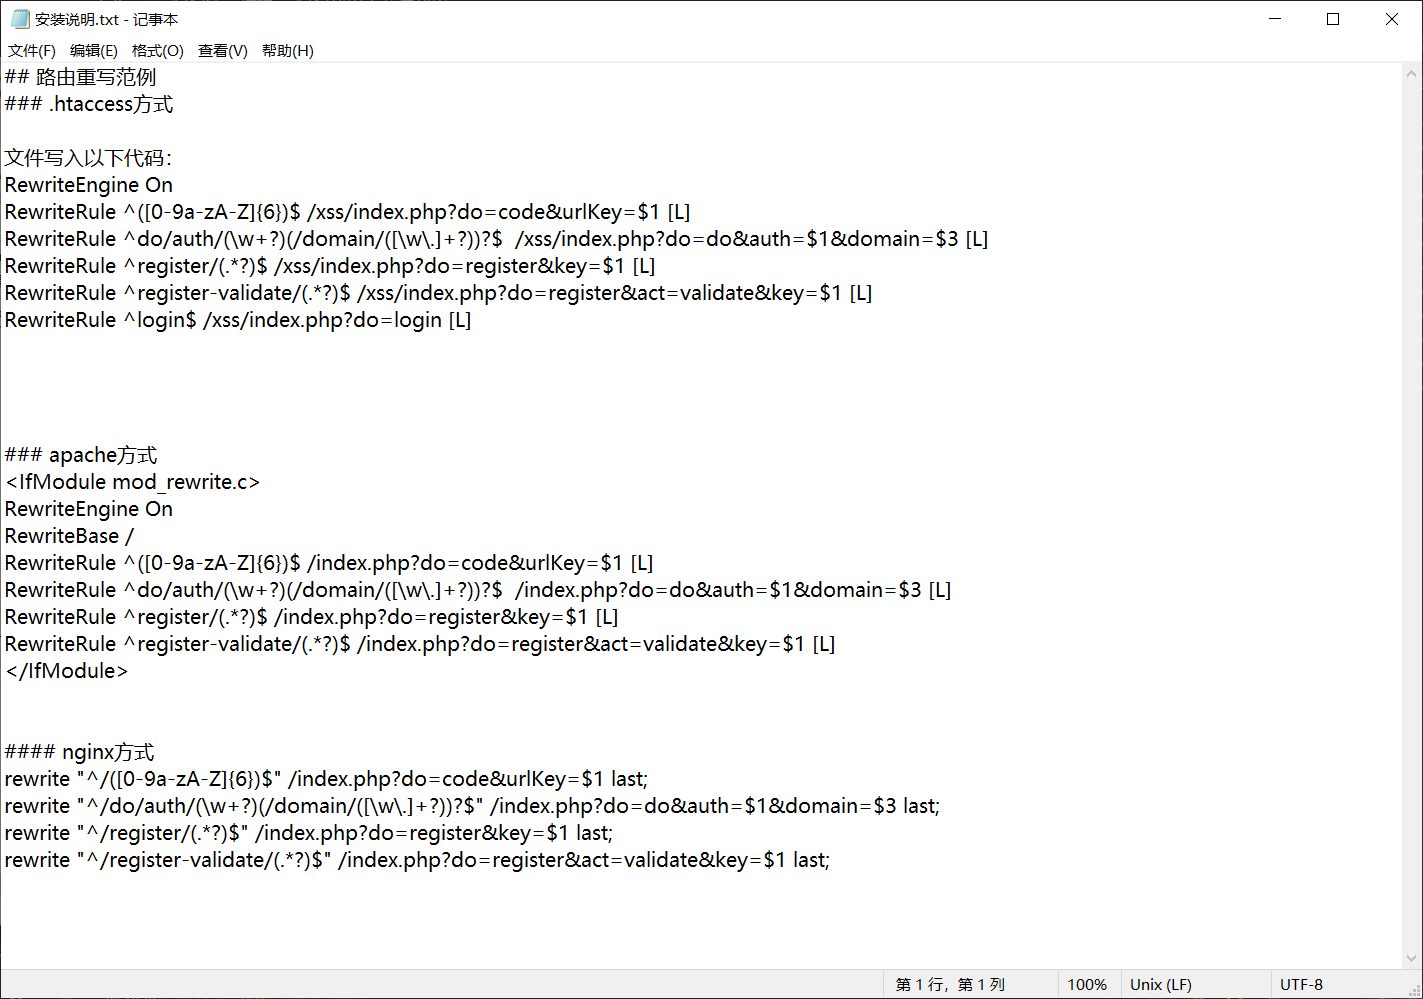 安装说明.txt - 记事本
文件(F) 编辑(E) 格式(O) 查看(V) 帮助(H)
## 路由重写范例
### .htaccess方式
文件写入以下代码：
RewriteEngine On
RewriteRule ^([0-9a-zA-Z]{6})$ /xss/index.php?do=code&urlKey=$1 [L]
RewriteRule ^do/auth/(\w+?)(/domain/([\w\.]+?))?$  /xss/index.php?do=do&auth=$1&domain=$3 [L]
RewriteRule ^register/(.*?)$ /xss/index.php?do=register&key=$1 [L]
RewriteRule ^register-validate/(.*?)$ /xss/index.php?do=register&act=validate&key=$1 [L]
RewriteRule ^login$ /xss/index.php?do=login [L]
### apache方式
<IfModule mod_rewrite.c>
RewriteEngine On
RewriteBase /
RewriteRule ^([0-9a-zA-Z]{6})$ /index.php?do=code&urlKey=$1 [L]
RewriteRule ^do/auth/(\w+?)(/domain/([\w\.]+?))?$  /index.php?do=do&auth=$1&domain=$3 [L]
RewriteRule ^register/(.*?)$ /index.php?do=register&key=$1 [L]
RewriteRule ^register-validate/(.*?)$ /index.php?do=register&act=validate&key=$1 [L]
</IfModule>
#### nginx方式
rewrite "^/([0-9a-zA-Z]{6})$" /index.php?do=code&urlKey=$1 last;
rewrite "^/do/auth/(\w+?)(/domain/([\w\.]+?))?$" /index.php?do=do&auth=$1&domain=$3 last;
rewrite "^/register/(.*?)$" /index.php?do=register&key=$1 last;
rewrite "^/register-validate/(.*?)$" /index.php?do=register&act=validate&key=$1 last;
第 1 行，第 1 列 100% Unix (LF) UTF-8